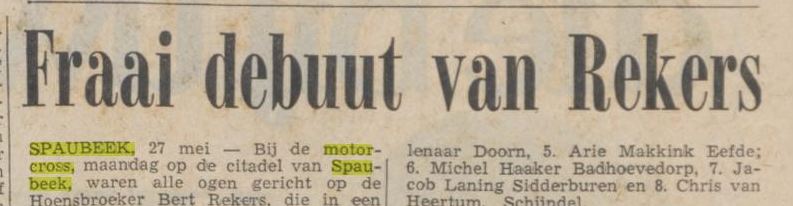 Fraai debuut van Rekers
SPAUBEEK, 27 mei — Bij de motor-
cross, maandag op de citadel van Spau-
beek, waren alle ogen gericht op de
Hoensbroeker Bert Rekers, die in een
lenaar Doorn, 5. Arie Makkink Eefde;
6. Michel Haaker Badhoevedorp, 7. Ja-
cob Laning Sidderburen en 8. Chris van
Heertum, Schijndel